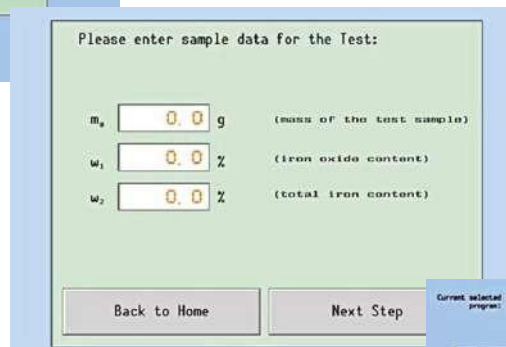 Please enter sample data for the Test:
mₒ 0. 0 g (mass of the test sample)
w₁ 0. 0 % (iron oxide content)
w₂ 0. 0 % (total iron content)
Back to Home Next Step
Current selected
program: